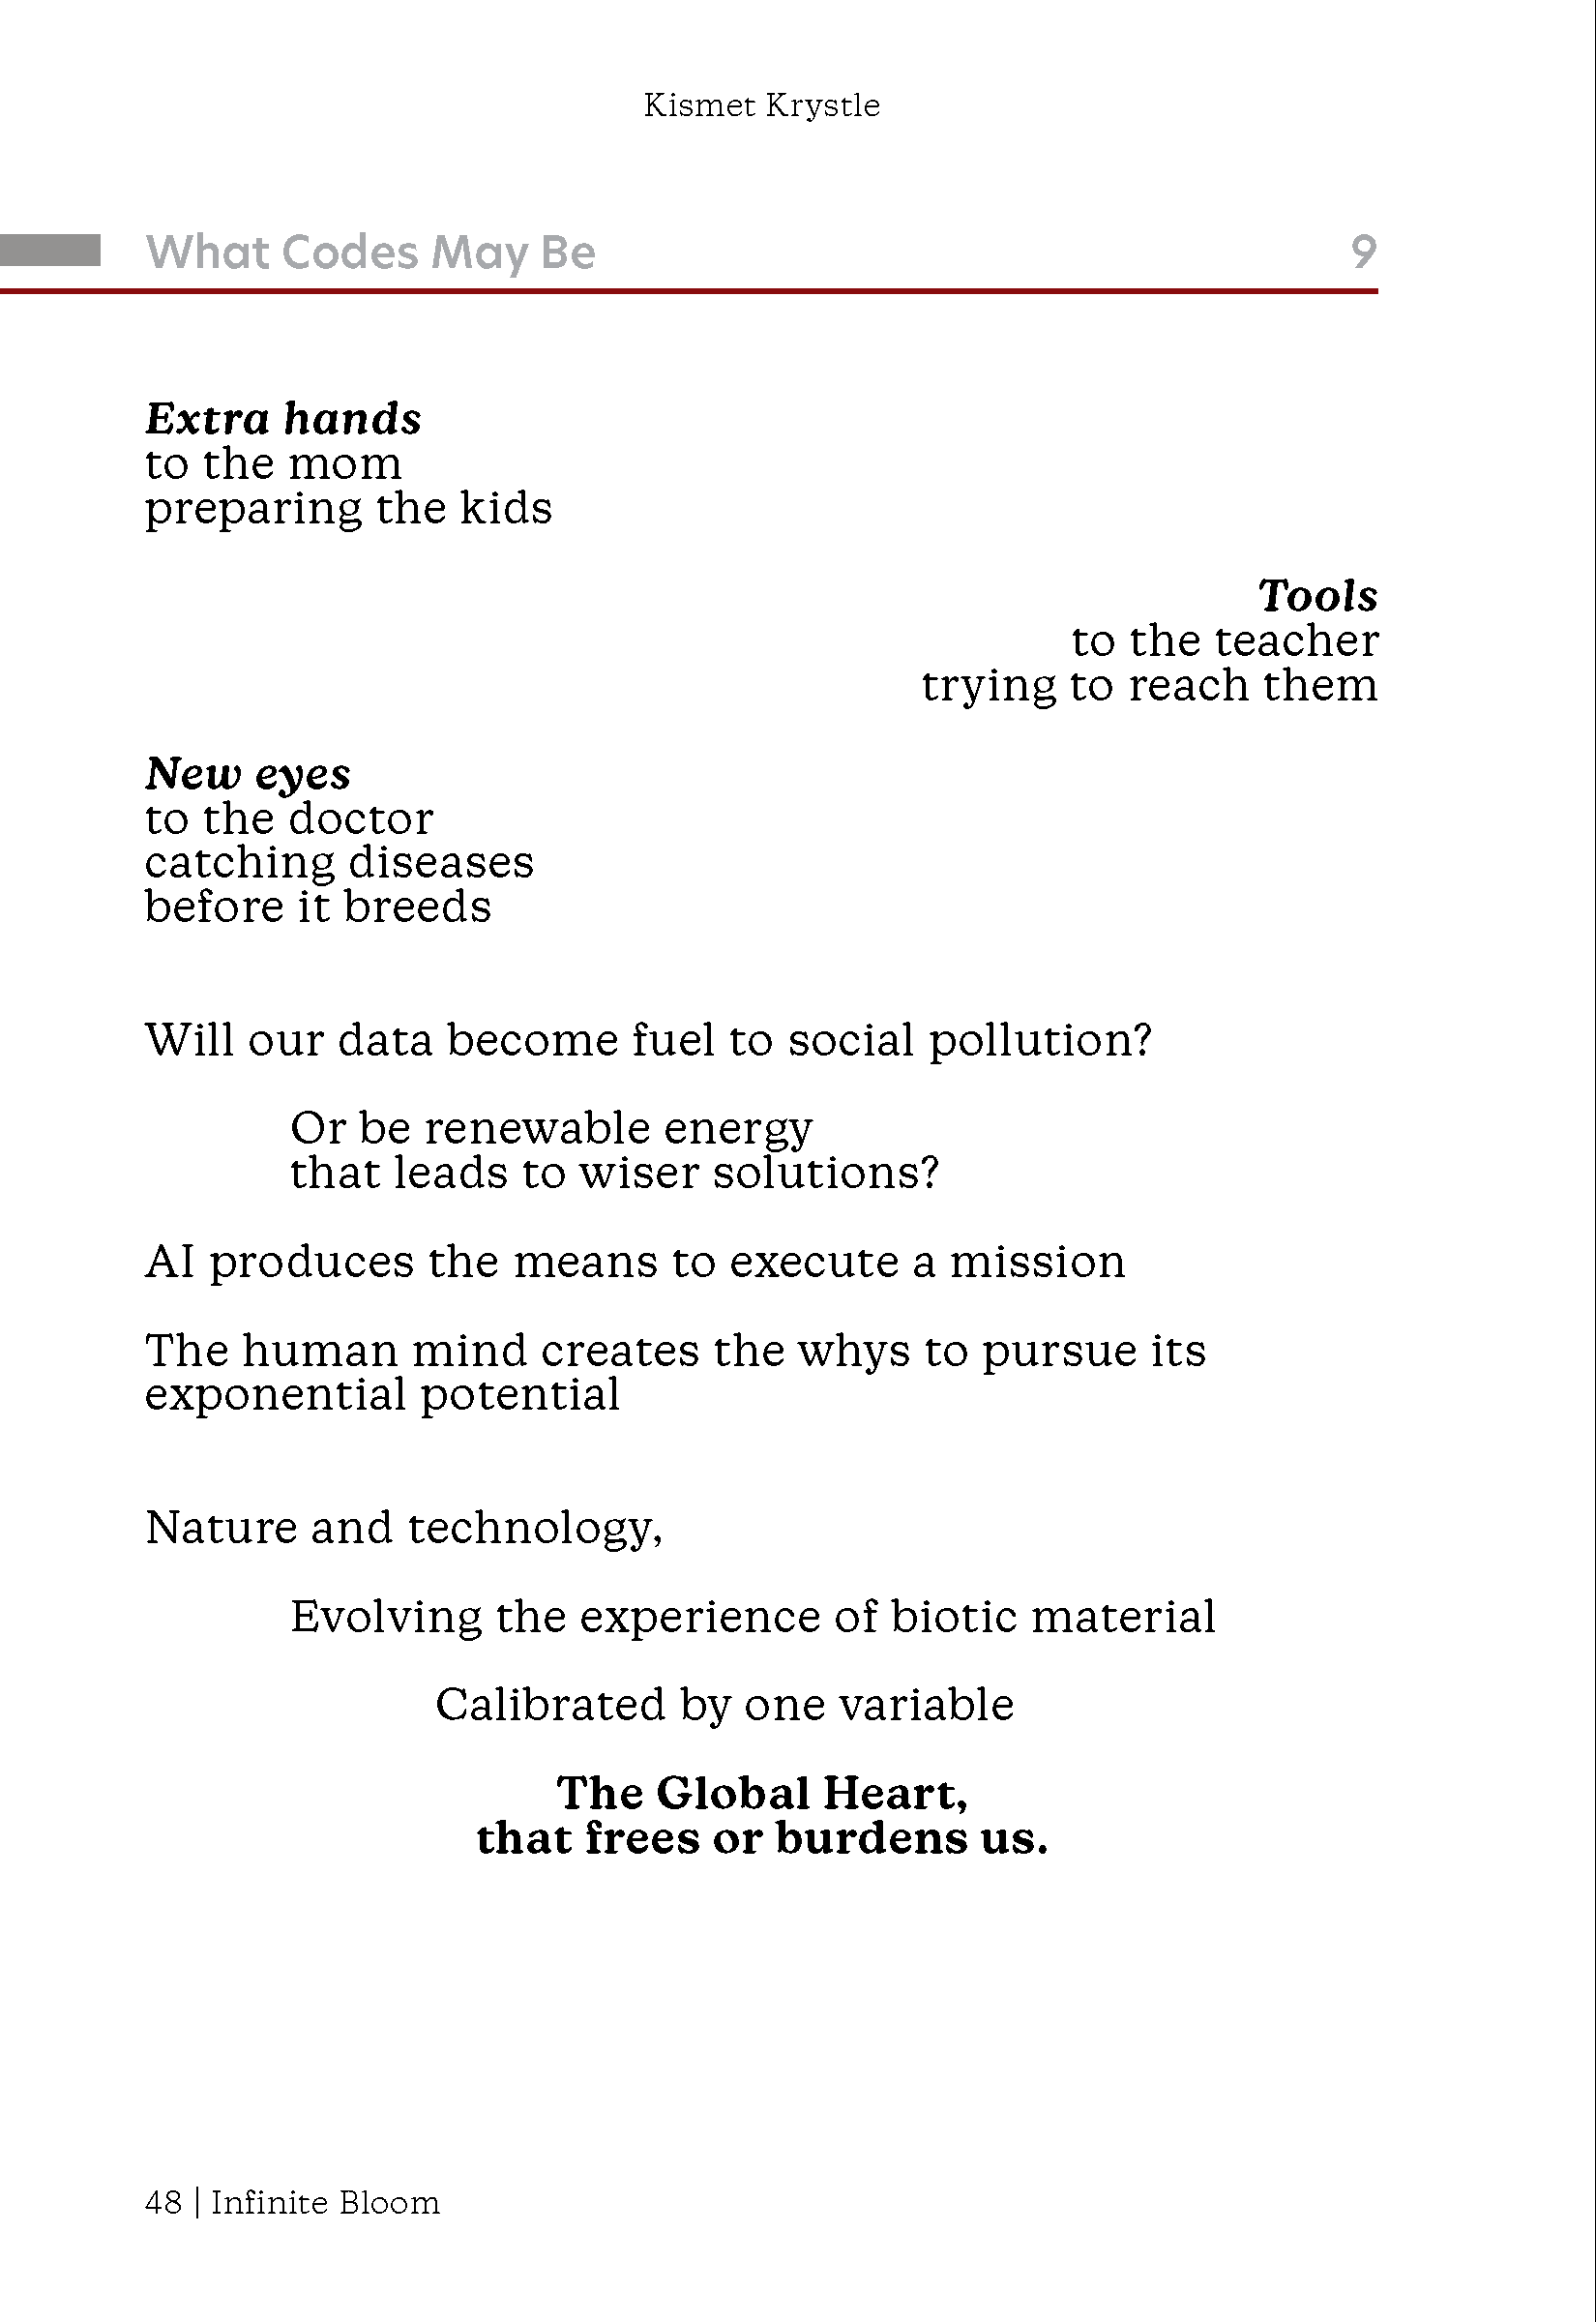 Kismet Krystle
What Codes May Be 9
Extra hands
to the mom
preparing the kids
Tools
to the teacher
trying to reach them
New eyes
to the doctor
catching diseases
before it breeds
Will our data become fuel to social pollution?
Or be renewable energy
that leads to wiser solutions?
AI produces the means to execute a mission
The human mind creates the whys to pursue its
exponential potential
Nature and technology,
Evolving the experience of biotic material
Calibrated by one variable
The Global Heart,
that frees or burdens us.
48 | Infinite Bloom